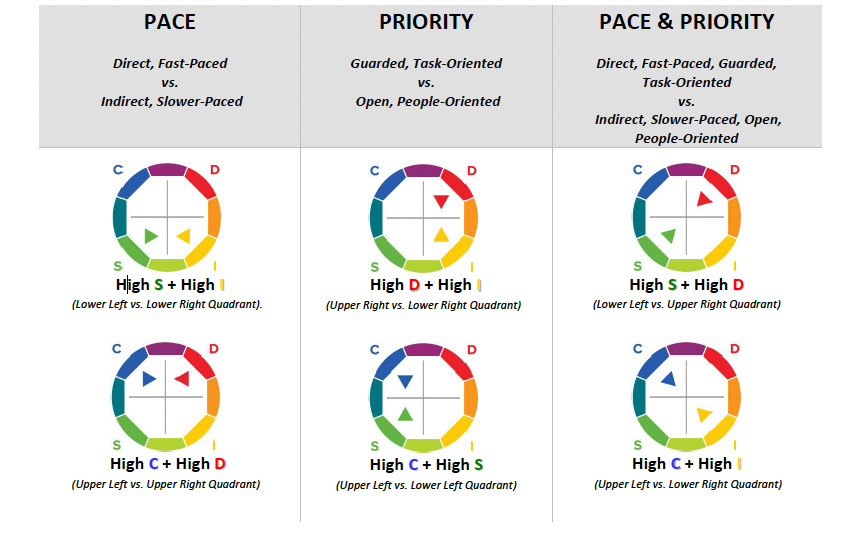 PACE
Direct, Fast-Paced
vs.
Indirect, Slower-Paced
PRIORITY
Guarded, Task-Oriented
vs.
Open, People-Oriented
PACE & PRIORITY
Direct, Fast-Paced, Guarded,
Task-Oriented
vs.
Indirect, Slower-Paced, Open,
People-Oriented
C D
S I
High S + High I
(Lower Left vs. Lower Right Quadrant).
C D
S I
High D + High I
(Upper Right vs. Lower Right Quadrant)
C D
S I
High S + High D
(Lower Left vs. Upper Right Quadrant)
C D
S I
High C + High D
(Upper Left vs. Upper Right Quadrant)
C D
S I
High C + High S
(Upper Left vs. Lower Left Quadrant)
C D
S I
High C + High I
(Upper Left vs. Lower Right Quadrant)